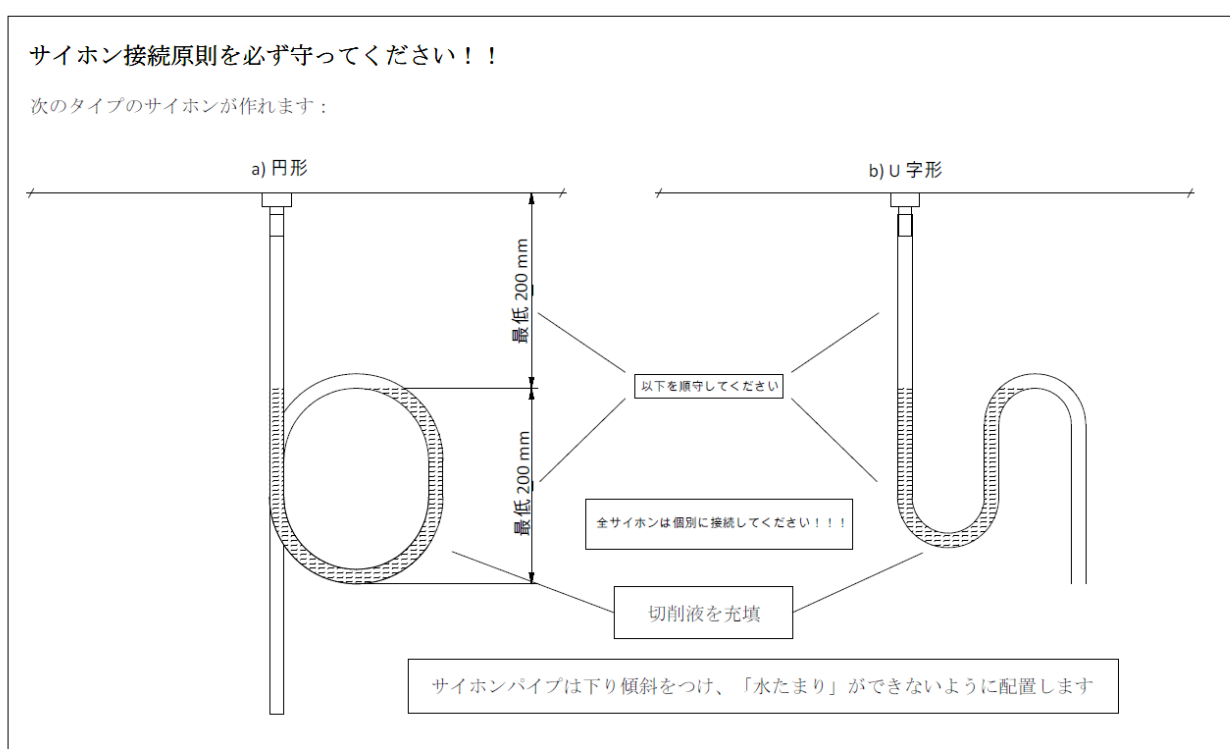 サイホン接続原則を必ず守ってください！！
次のタイプのサイホンが作れます：
a) 円形
b) U 字形
最低 200 mm
最低 200 mm
以下を順守してください
全サイホンは個別に接続してください！！！
切削液を充填
サイホンパイプは下り傾斜をつけ、「水たまり」ができないように配置します